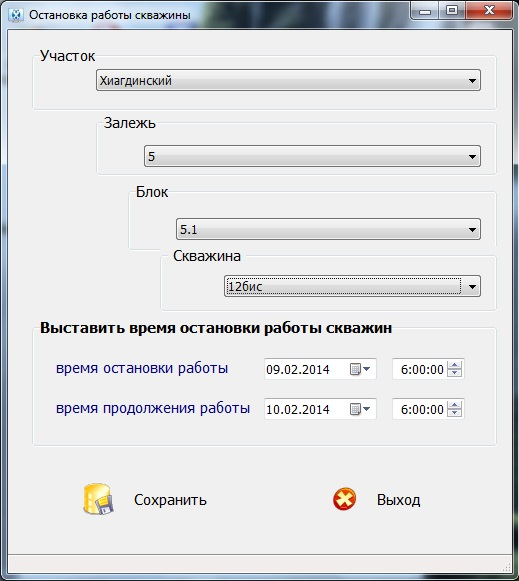 Остановка работы скважины
Участок
Хиагдинский
Залежь
5
Блок
5.1
Скважина
12бис
Выставить время остановки работы скважин
время остановки работы 09.02.2014 6:00:00
время продолжения работы 10.02.2014 6:00:00
Сохранить Выход